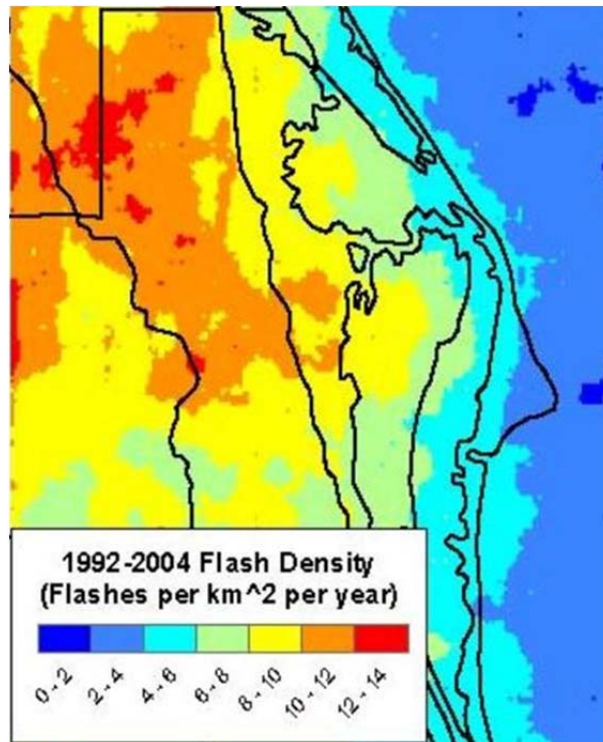 1992-2004 Flash Density
(Flashes per km^2 per year)
0 - 2
2 - 4
4 - 6
6 - 8
8 - 10
10 - 12
12 - 14